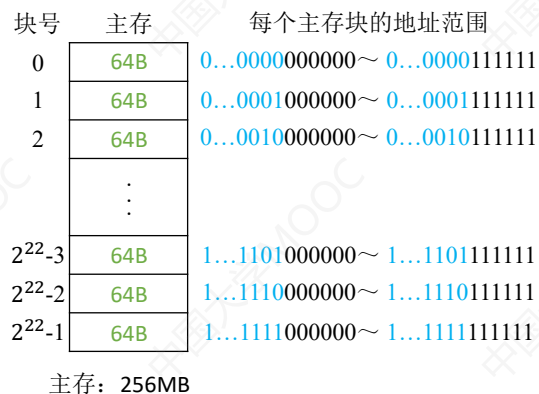 块号 主存 每个主存块的地址范围
0 64B 0…0000000000～ 0…0000111111
1 64B 0…0001000000～ 0…0001111111
2 64B 0…0010000000～ 0…0010111111
⋮
2²²-3 64B 1…1101000000～ 1…1101111111
2²²-2 64B 1…1110000000～ 1…1110111111
2²²-1 64B 1…1111000000～ 1…1111111111
主存：256MB